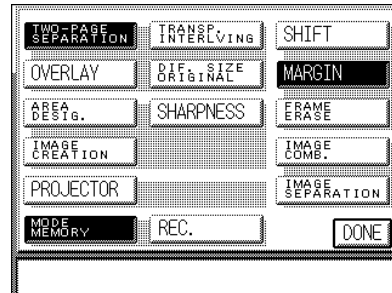 TWO-PAGE
SEPARATION
TRANSP.
INTERLVING
SHIFT
OVERLAY
DIF. SIZE
ORIGINAL
MARGIN
AREA
DESIG.
SHARPNESS
FRAME
ERASE
IMAGE
CREATION
IMAGE
COMB.
PROJECTOR
IMAGE
SEPARATION
MODE
MEMORY
REC.
DONE